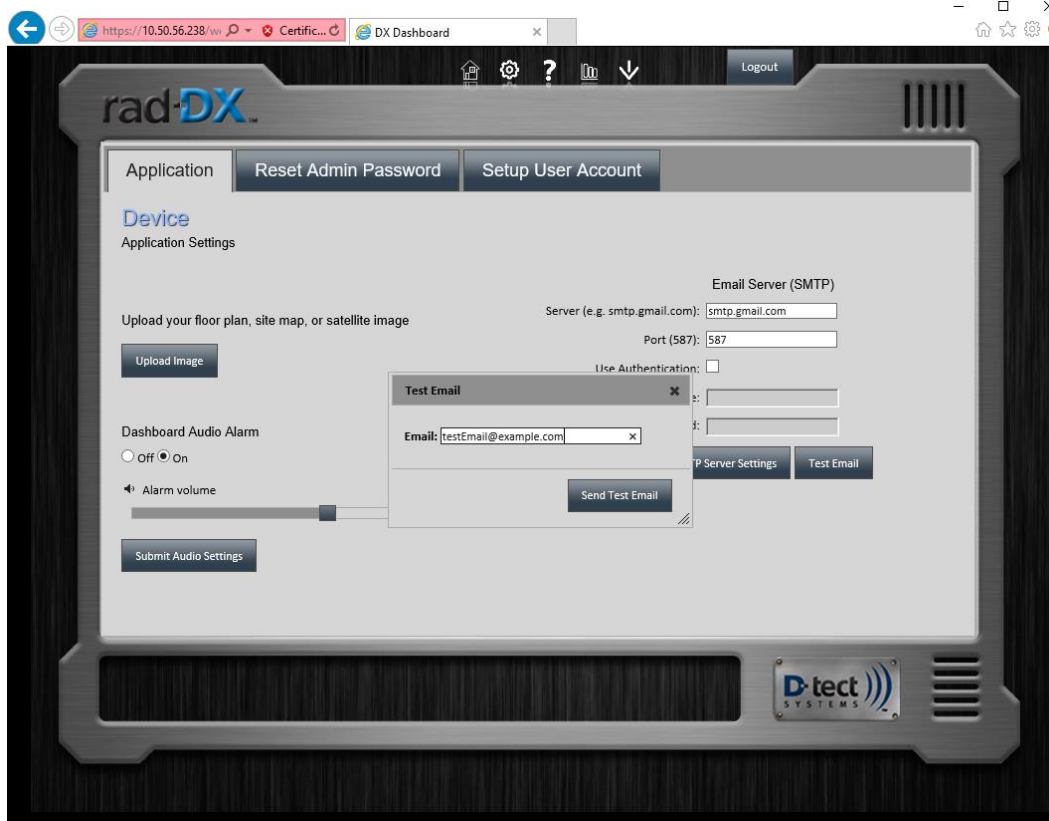 https://10.50.56.238/w
Certific...
DX Dashboard
Logout
rad-DX™
Application
Reset Admin Password
Setup User Account
Device
Application Settings
Email Server (SMTP)
Server (e.g. smtp.gmail.com): smtp.gmail.com
Upload your floor plan, site map, or satellite image
Port (587): 587
Upload Image
Use Authentication:
Test Email
e:
Dashboard Audio Alarm
Email: testEmail@example.com
d:
Off On
P Server Settings
Test Email
Alarm volume
Send Test Email
Submit Audio Settings
D-tect
SYSTEMS